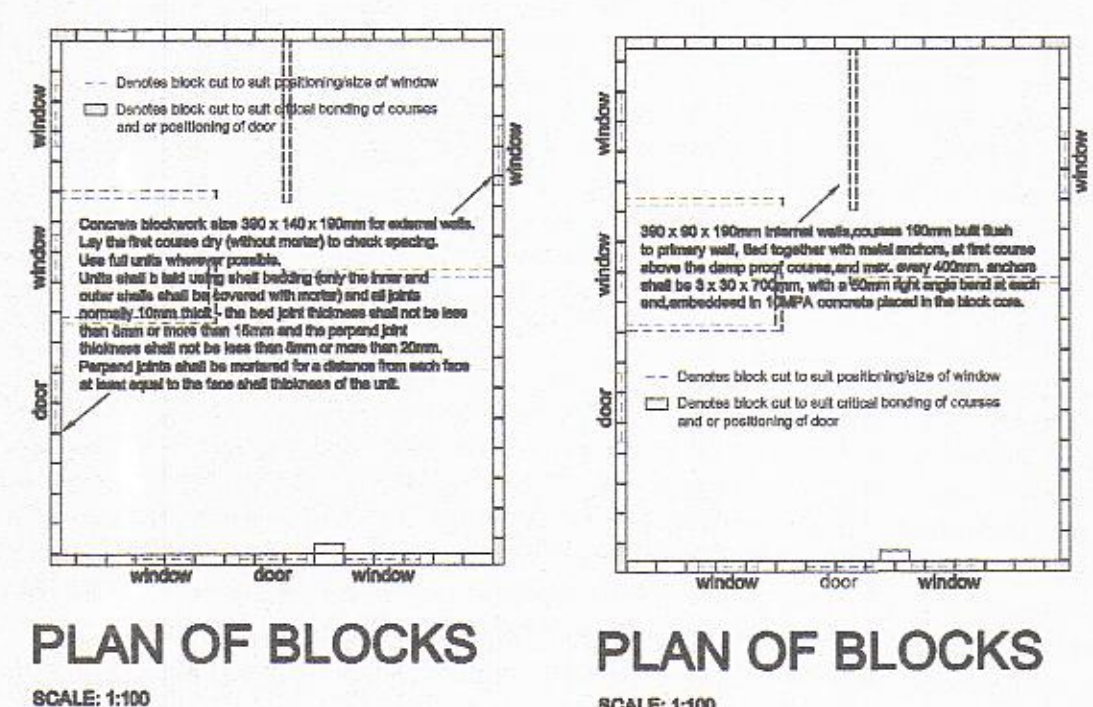 Denotes block cut to suit positioning/size of window
Denotes block cut to suit critical bonding of courses
and or positioning of door
window
window
window
door
Concrete blockwork size 390 x 140 x 190mm for external walls.
Lay the first course dry (without morter) to check spacing.
Use full units wherever possible.
Units shall b laid using shell bedding (only the inner and
outer shells shall be covered with mortar) and all joints
normally 10mm thick - the bed joint thickness shall not be less
than 5mm or more than 15mm and the perpend joint
thickness shall not be less than 5mm or more than 20mm.
Perpend joints shall be mortared for a distance from each face
at least equal to the face shell thickness of the unit.
window
door
window
PLAN OF BLOCKS
SCALE: 1:100
window
window
window
door
390 x 90 x 190mm internal walls,courses 190mm built flush
to primary wall, tied together with metal anchors, at first course
above the damp proof course,and max. every 400mm. anchors
shall be 3 x 30 x 700mm, with a 50mm right angle bend at each
end,embeddesd in 10MPA concrete placed in the block core.
Denotes block cut to suit positioning/size of window
Denotes block cut to suit critical bonding of courses
and or positioning of door
window
door
window
PLAN OF BLOCKS
SCALE: 1:100